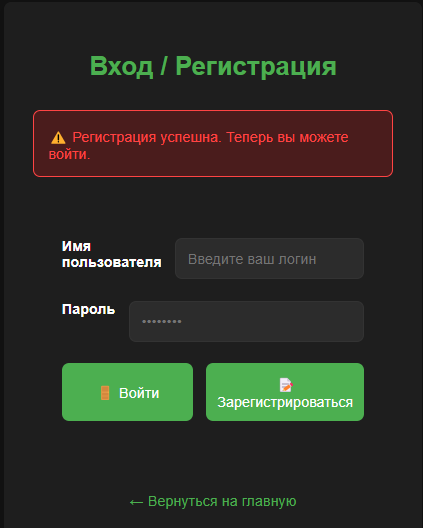 Вход / Регистрация
⚠️ Регистрация успешна. Теперь вы можете
войти.
Имя
пользователя
Введите ваш логин
Пароль
••••••••
🚪 Войти
📝
Зарегистрироваться
← Вернуться на главную